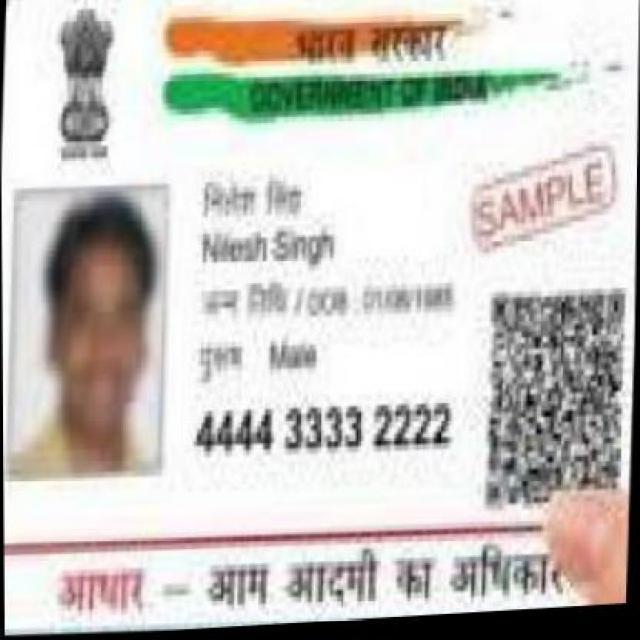 भारत सरकार
GOVERNMENT OF INDIA
SAMPLE
Nilesh Singh
जन्म तिथि / DOB : 01/06/1985
पुरुष Male
4444 3333 2222
आधार – आम आदमी का अधिकार